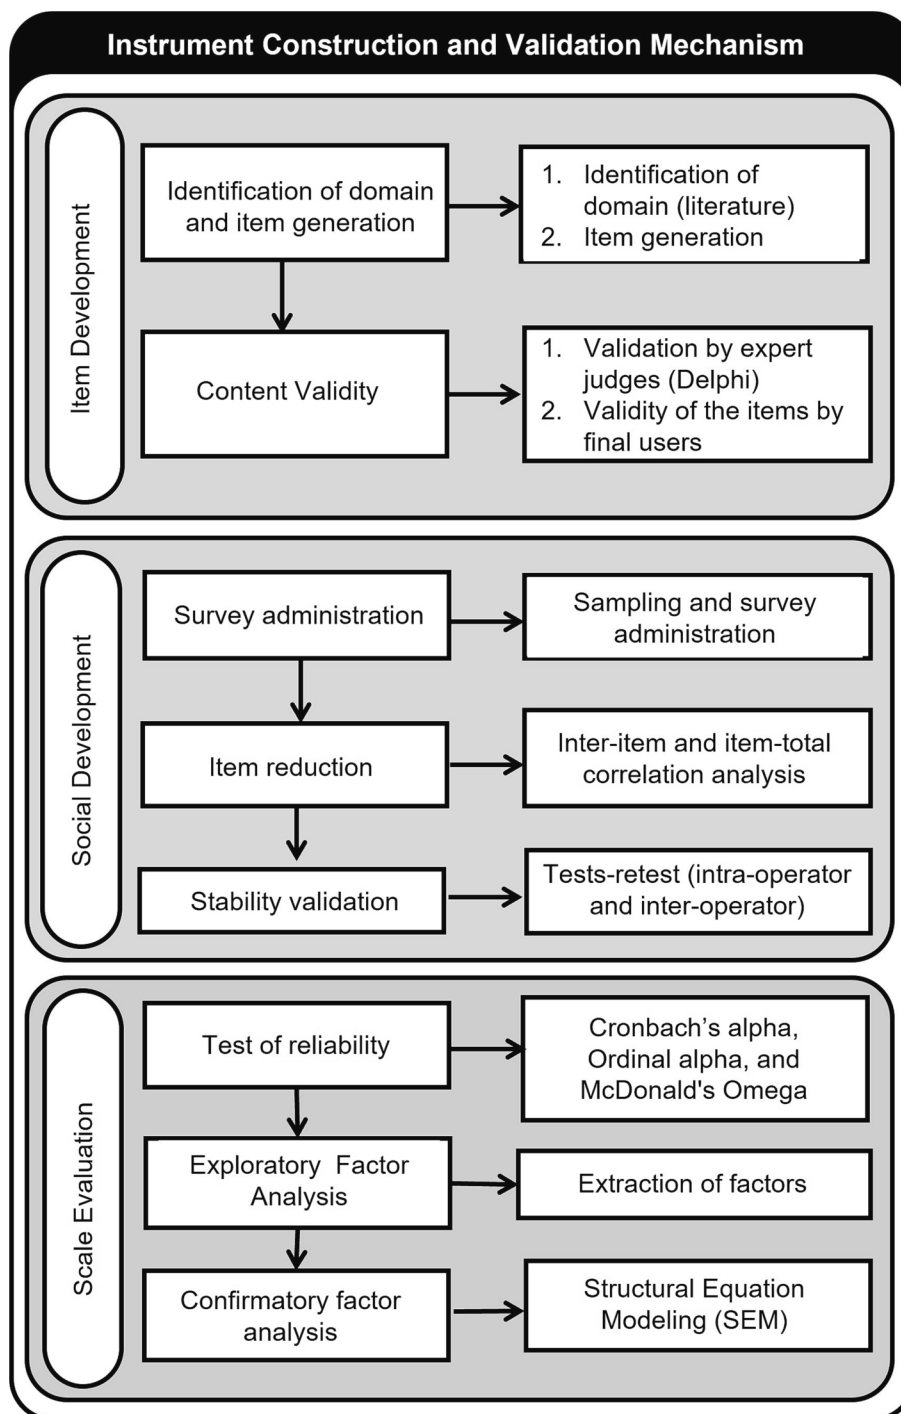 Instrument Construction and Validation Mechanism
Item Development
Identification of domain
and item generation
1. Identification of
domain (literature)
2. Item generation
Content Validity
1. Validation by expert
judges (Delphi)
2. Validity of the items by
final users
Social Development
Survey administration
Sampling and survey
administration
Item reduction
Inter-item and item-total
correlation analysis
Stability validation
Tests-retest (intra-operator
and inter-operator)
Scale Evaluation
Test of reliability
Cronbach’s alpha,
Ordinal alpha, and
McDonald's Omega
Exploratory Factor
Analysis
Extraction of factors
Confirmatory factor
analysis
Structural Equation
Modeling (SEM)